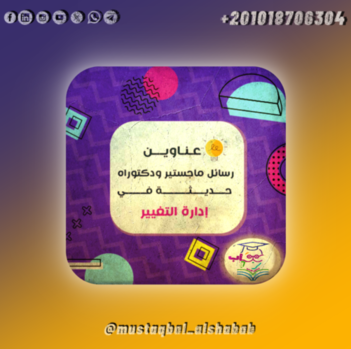 +201018706304
عناوين
رسائل ماجستير ودكتوراه
حديثة في
إدارة التغيير
@mustaqbal_alshabab